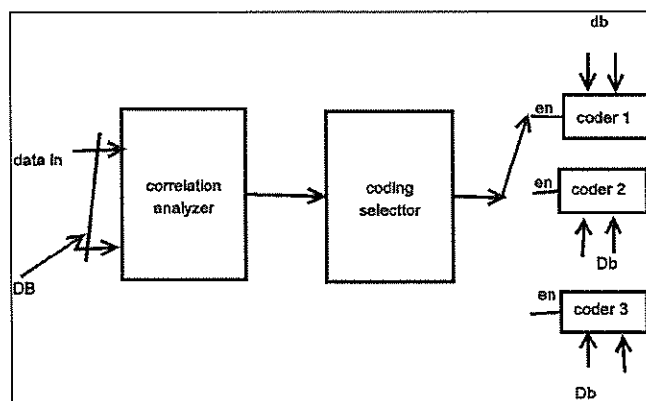 db
en
coder 1
data in
correlation
analyzer
coding
selecttor
en
coder 2
Db
DB
en
coder 3
Db